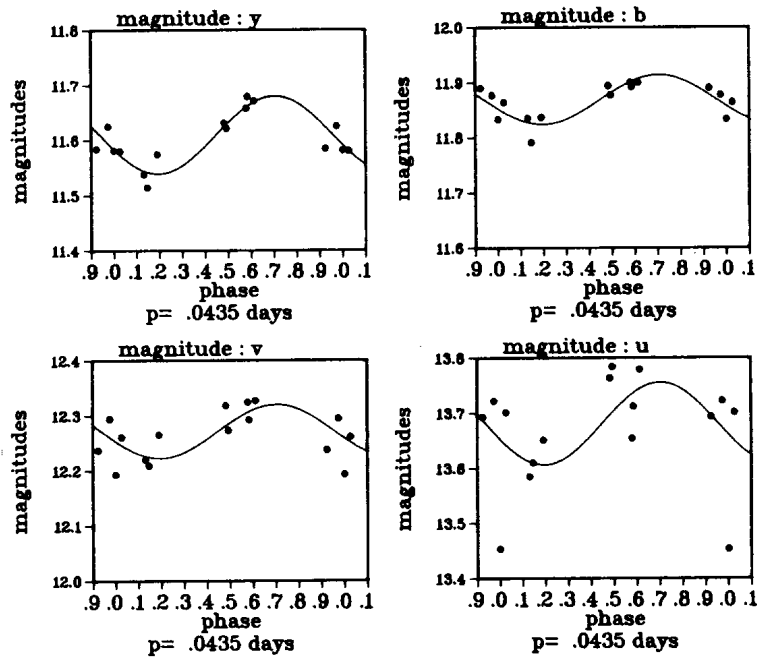 magnitude : y
11.8
11.7
11.6
11.5
11.4
magnitudes
.9 .0 .1 .2 .3 .4 .5 .6 .7 .8 .9 .0 .1
phase
p= .0435 days
magnitude : b
12.0
11.9
11.8
11.7
11.6
magnitudes
.9 .0 .1 .2 .3 .4 .5 .6 .7 .8 .9 .0 .1
phase
p= .0435 days
magnitude : v
12.4
12.3
12.2
12.1
12.0
magnitudes
.9 .0 .1 .2 .3 .4 .5 .6 .7 .8 .9 .0 .1
phase
p= .0435 days
magnitude : u
13.8
13.7
13.6
13.5
13.4
magnitudes
.9 .0 .1 .2 .3 .4 .5 .6 .7 .8 .9 .0 .1
phase
p= .0435 days